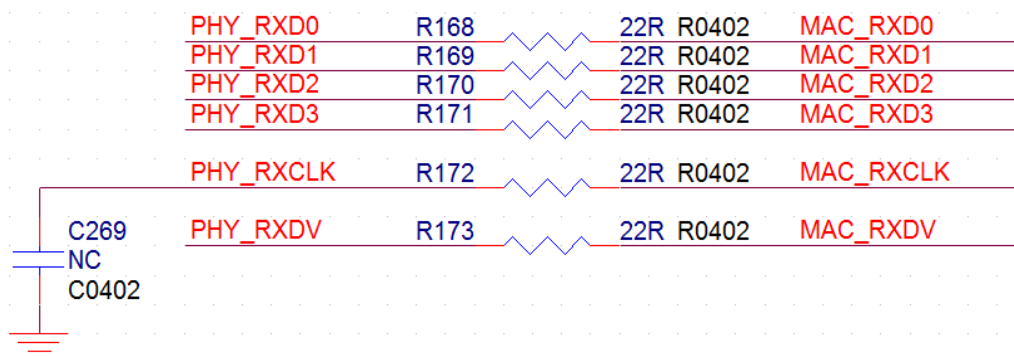 PHY_RXD0 R168 22R R0402 MAC_RXD0
PHY_RXD1 R169 22R R0402 MAC_RXD1
PHY_RXD2 R170 22R R0402 MAC_RXD2
PHY_RXD3 R171 22R R0402 MAC_RXD3
PHY_RXCLK R172 22R R0402 MAC_RXCLK
C269 PHY_RXDV R173 22R R0402 MAC_RXDV
NC
C0402